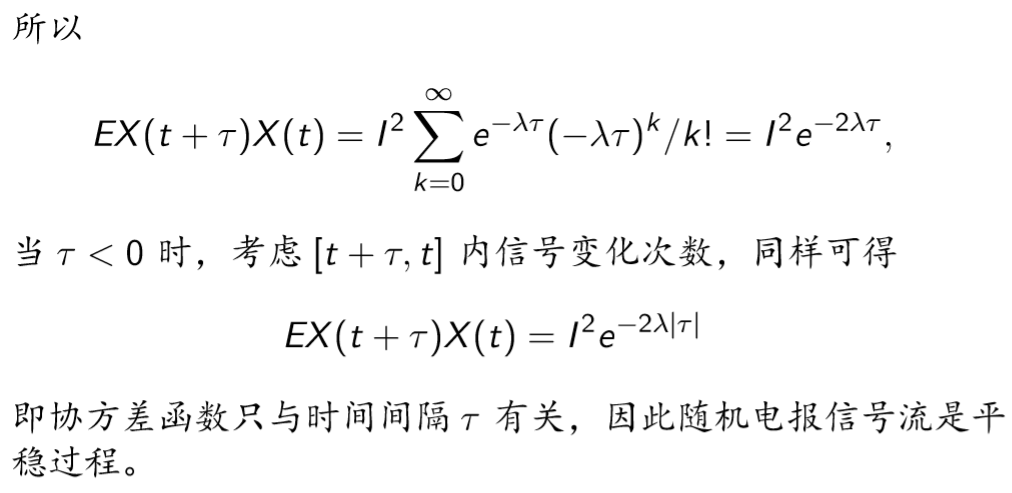 所以
EX(t + τ)X(t) = I² ∑_{k=0}^{∞} e^{−λτ}(−λτ)^k/k! = I²e^{−2λτ},
当 τ < 0 时，考虑 [t + τ, t] 内信号变化次数，同样可得
EX(t + τ)X(t) = I²e^{−2λ|τ|}
即协方差函数只与时间间隔 τ 有关，因此随机电报信号流是平
稳过程。